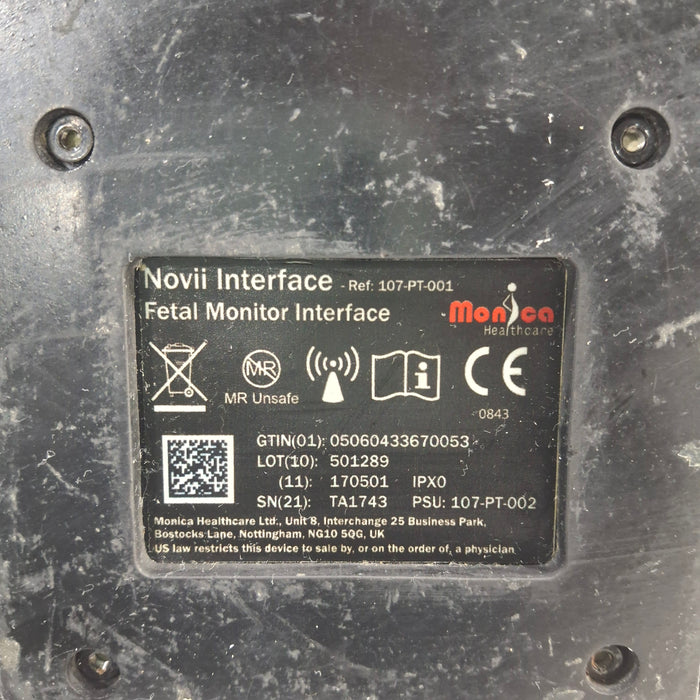 Novii Interface - Ref: 107-PT-001
Fetal Monitor Interface
Monica
Healthcare
MR
MR Unsafe
i
CE
0843
GTIN(01): 05060433670053
LOT(10): 501289
(11): 170501 IPX0
SN(21): TA1743 PSU: 107-PT-002
Monica Healthcare Ltd., Unit 8, Interchange 25 Business Park,
Bostocks Lane, Nottingham, NG10 5QG, UK
US law restricts this device to sale by, or on the order of, a physician